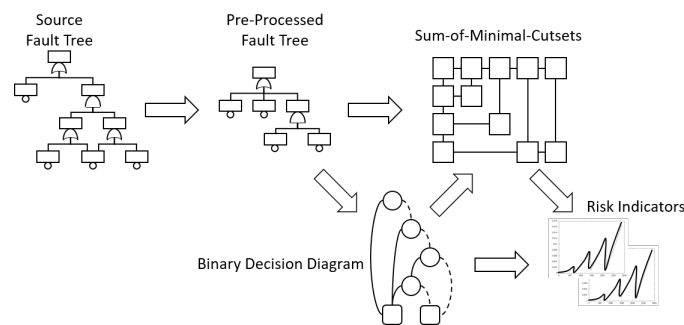 Source
Fault Tree
Pre-Processed
Fault Tree
Sum-of-Minimal-Cutsets
Binary Decision Diagram
Risk Indicators